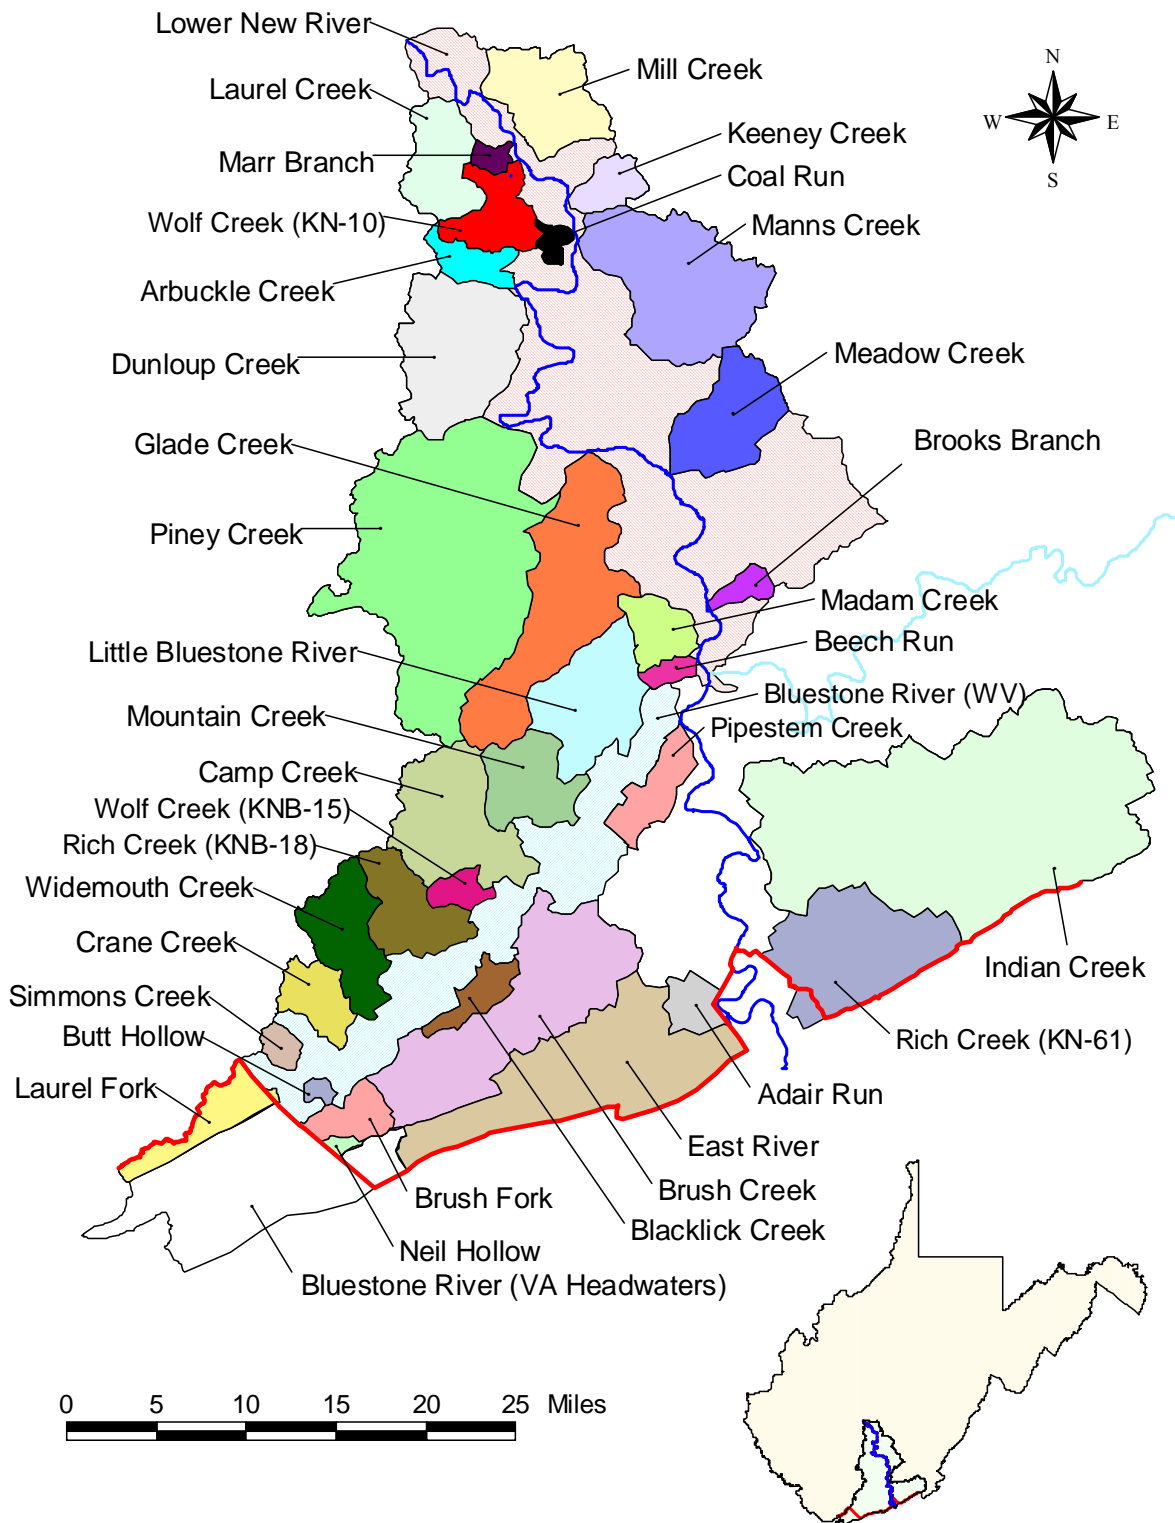 Lower New River
Mill Creek
N
Laurel Creek
W
E
Keeney Creek
Marr Branch
Coal Run
S
Wolf Creek (KN-10)
Manns Creek
Arbuckle Creek
Dunloup Creek
Meadow Creek
Glade Creek
Brooks Branch
Piney Creek
Madam Creek
Little Bluestone River
Beech Run
Bluestone River (WV)
Mountain Creek
Pipestem Creek
Camp Creek
Wolf Creek (KNB-15)
Rich Creek (KNB-18)
Widemouth Creek
Crane Creek
Indian Creek
Simmons Creek
Butt Hollow
Rich Creek (KN-61)
Laurel Fork
Adair Run
East River
Brush Creek
Brush Fork
Blacklick Creek
Neil Hollow
Bluestone River (VA Headwaters)
0 5 10 15 20 25 Miles